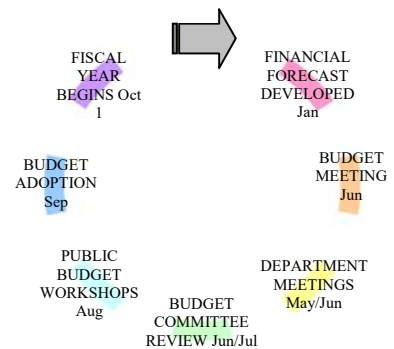 FISCAL
YEAR
BEGINS Oct
1
FINANCIAL
FORECAST
DEVELOPED
Jan
BUDGET
MEETING
Jun
DEPARTMENT
MEETINGS
May/Jun
BUDGET
COMMITTEE
REVIEW Jun/Jul
PUBLIC
BUDGET
WORKSHOPS
Aug
BUDGET
ADOPTION
Sep